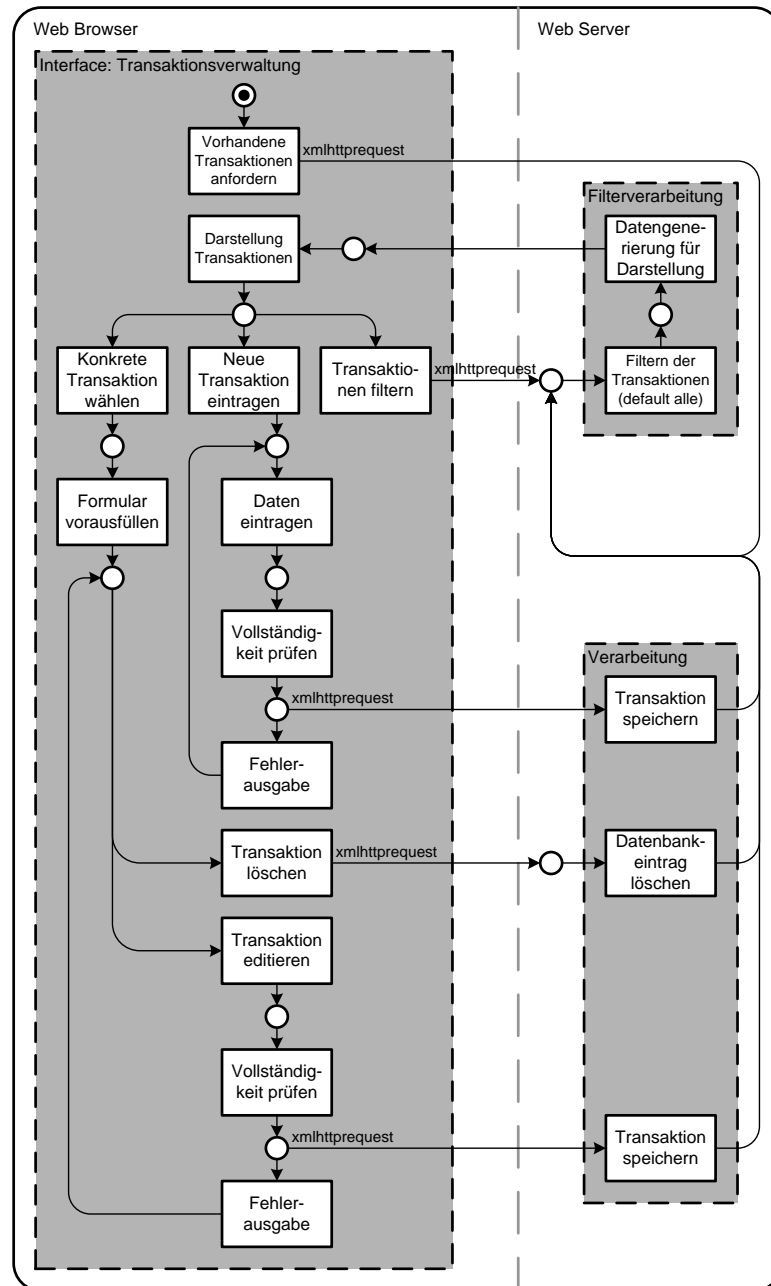 Web Browser
Web Server
Interface: Transaktionsverwaltung
Vorhandene
Transaktionen
anfordern
xmlhttprequest
Filterverarbeitung
Datengene-
rierung für
Darstellung
Darstellung
Transaktionen
Konkrete
Transaktion
wählen
Neue
Transaktion
eintragen
Transaktio-
nen filtern
xmlhttprequest
Filtern der
Transaktionen
(default alle)
Formular
vorausfüllen
Daten
eintragen
Vollständig-
keit prüfen
Verarbeitung
xmlhttprequest
Transaktion
speichern
Fehler-
ausgabe
Transaktion
löschen
xmlhttprequest
Datenbank-
eintrag
löschen
Transaktion
editieren
Vollständig-
keit prüfen
xmlhttprequest
Transaktion
speichern
Fehler-
ausgabe